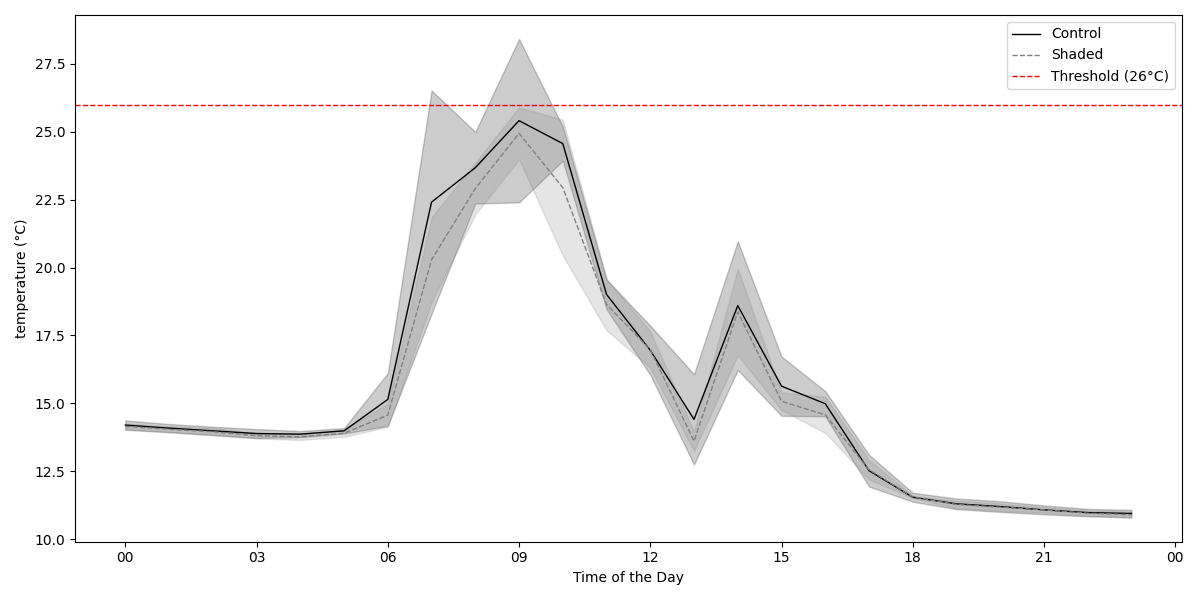 Control
Shaded
Threshold (26°C)
temperature (°C)
27.5
25.0
22.5
20.0
17.5
15.0
12.5
10.0
00 03 06 09 12 15 18 21 00
Time of the Day